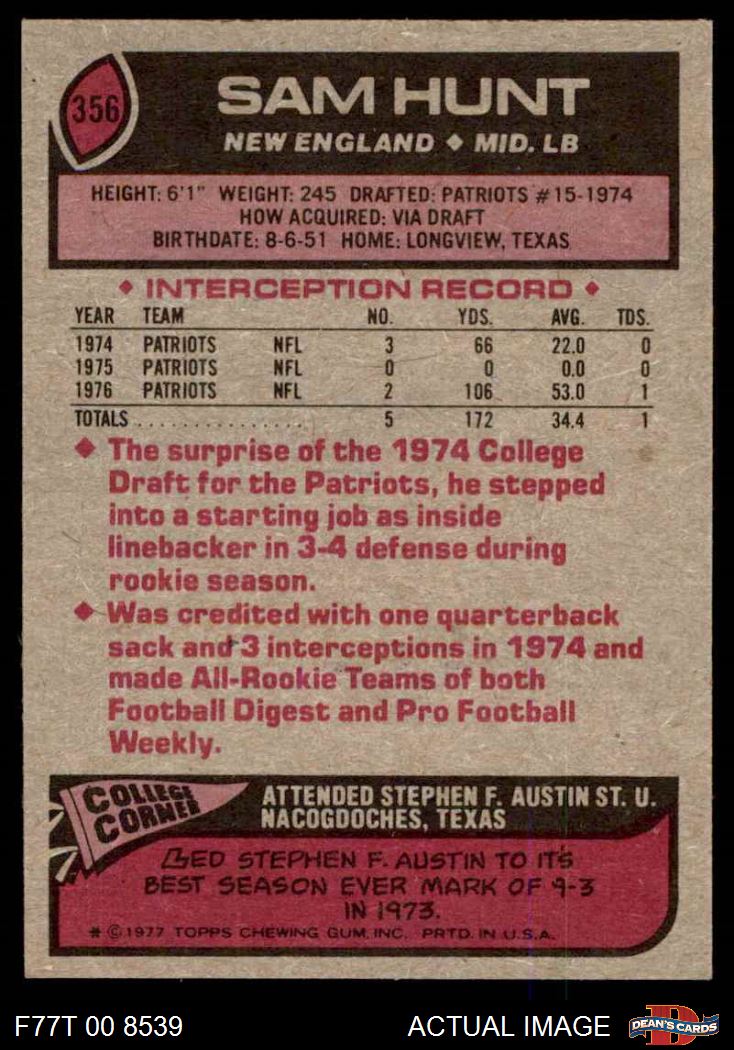 356
SAM HUNT
NEW ENGLAND ◆ MID. LB
HEIGHT: 6'1" WEIGHT: 245 DRAFTED: PATRIOTS #15-1974
HOW ACQUIRED: VIA DRAFT
BIRTHDATE: 8-6-51 HOME: LONGVIEW, TEXAS
◆ INTERCEPTION RECORD ◆
YEAR TEAM NO. YDS. AVG. TDS.
1974 PATRIOTS NFL 3 66 22.0 0
1975 PATRIOTS NFL 0 0 0.0 0
1976 PATRIOTS NFL 2 106 53.0 1
TOTALS . . . . . . . . . . . . . . . 5 172 34.4 1
◆ The surprise of the 1974 College
Draft for the Patriots, he stepped
into a starting job as inside
linebacker in 3-4 defense during
rookie season.
◆ Was credited with one quarterback
sack and 3 interceptions in 1974 and
made All-Rookie Teams of both
Football Digest and Pro Football
Weekly.
COLLEGE
CORNER
ATTENDED STEPHEN F. AUSTIN ST. U.
NACOGDOCHES, TEXAS
LED STEPHEN F. AUSTIN TO ITS
BEST SEASON EVER MARK OF 9-3
IN 1973.
* © 1977 TOPPS CHEWING GUM, INC. PRTD. IN U.S.A.
F77T 00 8539 ACTUAL IMAGE
D
DEAN'S CARDS